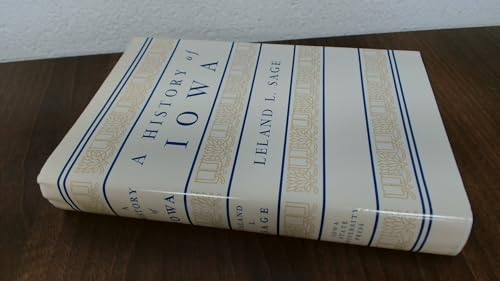 A HISTORY of
IOWA
LELAND L. SAGE
A
HISTORY
of
IOWA
LELAND
L.
SAGE
IOWA
STATE
UNIVERSITY
PRESS